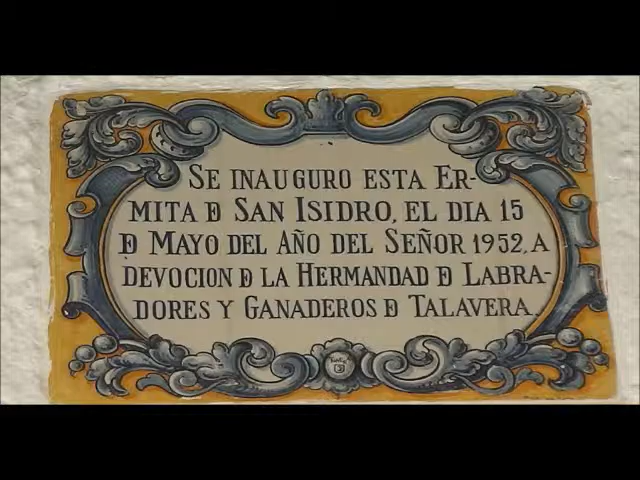 SE INAUGURO ESTA ER-
MITA Đ SAN ISIDRO, EL DIA 15
Đ MAYO DEL AÑO DEL SEÑOR 1952, A
DEVOCION Đ LA HERMANDAD Đ LABRA-
DORES Y GANADEROS Đ TALAVERA.